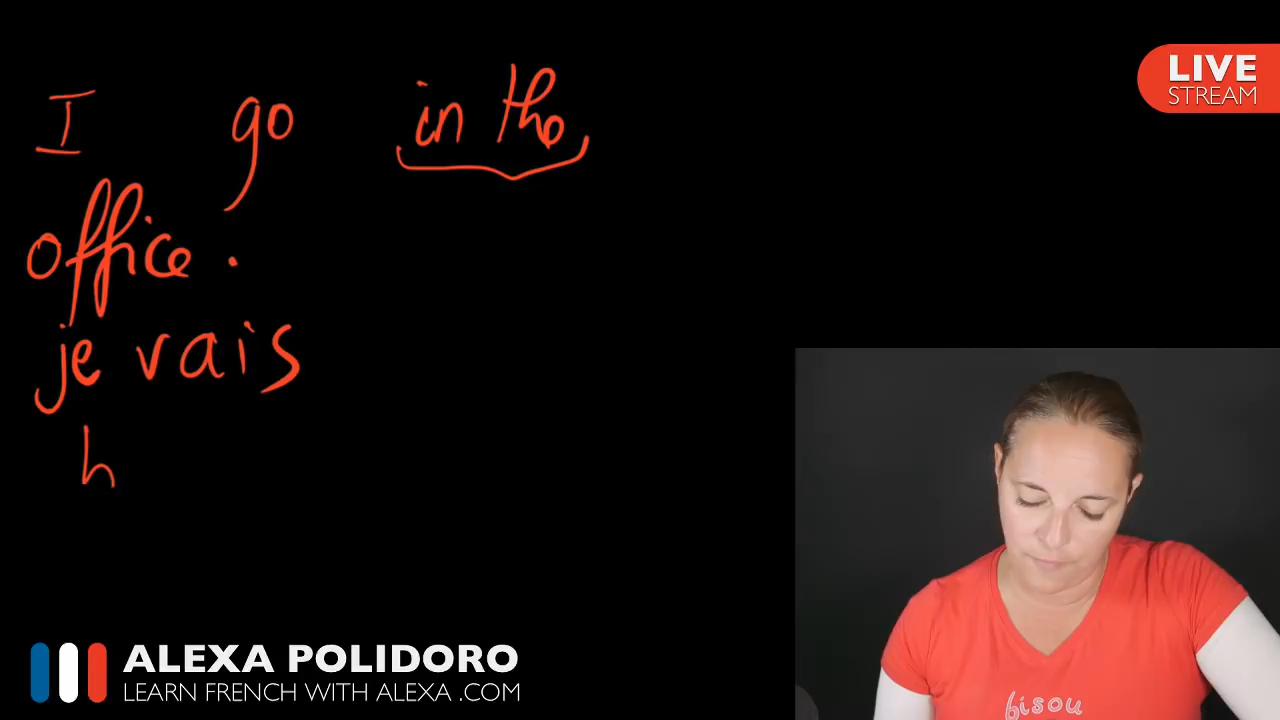 I go in the
office.
je vais
h
LIVE
STREAM
ALEXA POLIDORO
LEARN FRENCH WITH ALEXA .COM
bisou